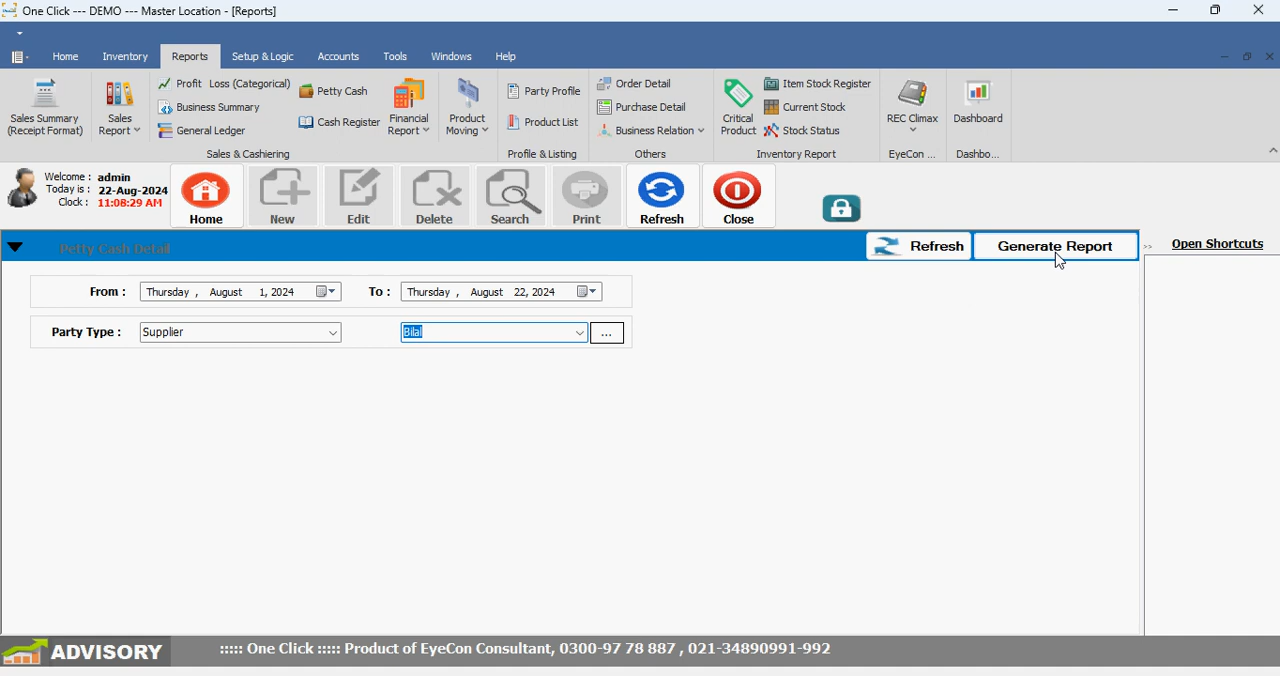 One Click --- DEMO --- Master Location - [Reports]
Home Inventory Reports Setup & Logic Accounts Tools Windows Help
Sales Summary
(Receipt Format)
Sales
Report
Profit Loss (Categorical)
Business Summary
General Ledger
Petty Cash
Cash Register
Financial
Report
Product
Moving
Sales & Cashiering
Party Profile
Product List
Profile & Listing
Order Detail
Purchase Detail
Business Relation
Others
Critical
Product
Item Stock Register
Current Stock
Stock Status
Inventory Report
REC Climax
EyeCon ...
Dashboard
Dashbo...
Welcome : admin
Today is : 22-Aug-2024
Clock : 11:08:29 AM
Home New Edit Delete Search Print Refresh Close
Petty Cash Detail
Refresh
Generate Report
>>
Open Shortcuts
From : Thursday , August 1, 2024 To : Thursday , August 22, 2024
Party Type : Supplier Bilal ...
ADVISORY
::::: One Click ::::: Product of EyeCon Consultant, 0300-97 78 887 , 021-34890991-992